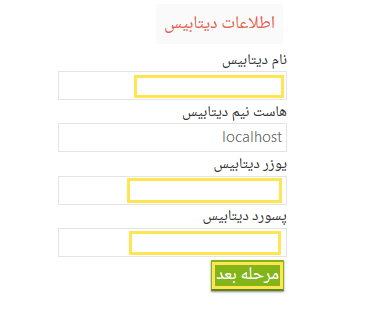 اطلاعات دیتابیس
نام دیتابیس
هاست نیم دیتابیس
localhost
یوزر دیتابیس
پسورد دیتابیس
مرحله بعد